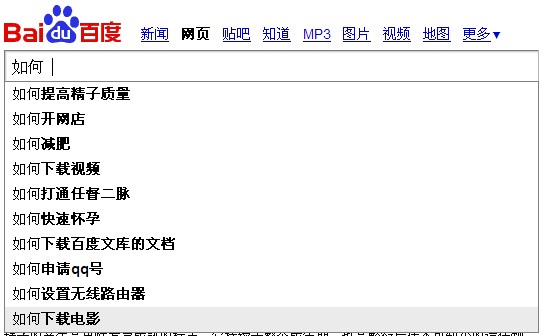 Bai du 百度 新闻 网页 贴吧 知道 MP3 图片 视频 地图 更多▼
如何
如何提高精子质量
如何开网店
如何减肥
如何下载视频
如何打通任督二脉
如何快速怀孕
如何下载百度文库的文档
如何申请qq号
如何设置无线路由器
如何下载电影